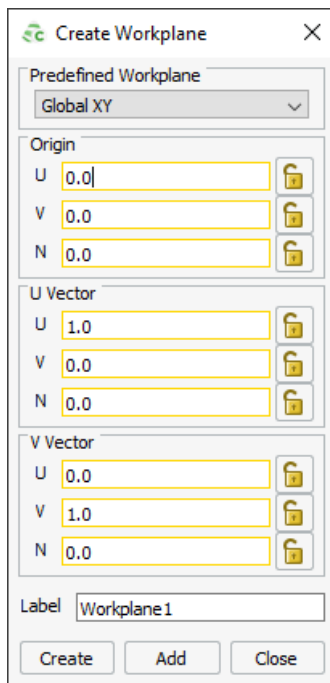 Create Workplane
Predefined Workplane
Global XY
Origin
U 0.0
V 0.0
N 0.0
U Vector
U 1.0
V 0.0
N 0.0
V Vector
U 0.0
V 1.0
N 0.0
Label Workplane1
Create Add Close